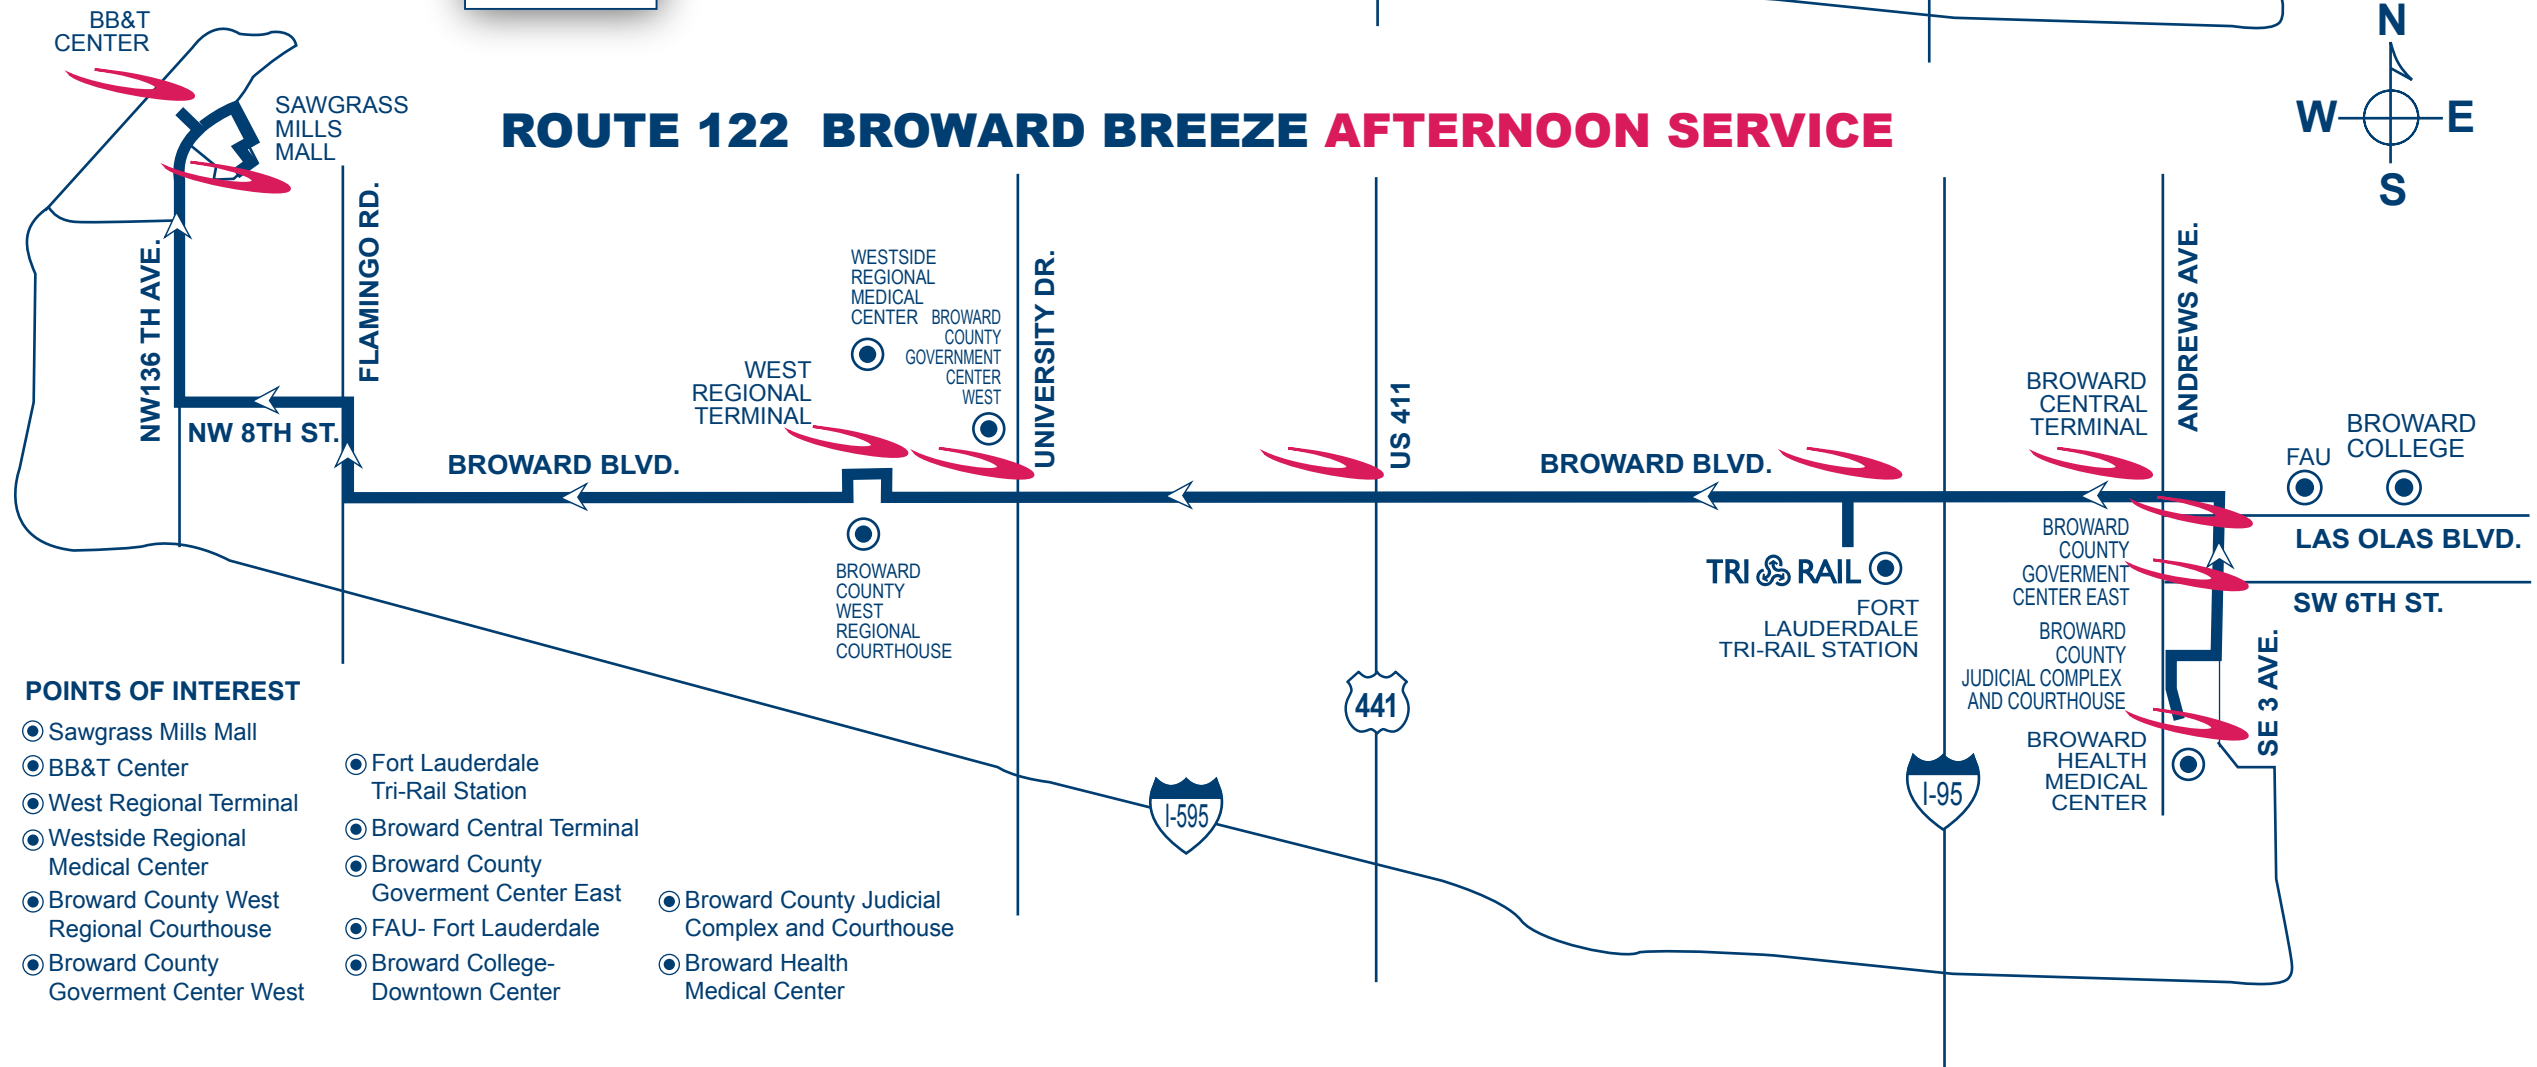 BB&T
CENTER
N
W
E
S
SAWGRASS
MILLS
MALL
ROUTE 122 BROWARD BREEZE AFTERNOON SERVICE
NW136 TH AVE.
FLAMINGO RD.
NW 8TH ST.
BROWARD BLVD.
WEST
REGIONAL
TERMINAL
WESTSIDE
REGIONAL
MEDICAL
CENTER
BROWARD
COUNTY
GOVERNMENT
CENTER
WEST
UNIVERSITY DR.
BROWARD
COUNTY
WEST
REGIONAL
COURTHOUSE
US 411
441
BROWARD BLVD.
TRI RAIL
FORT
LAUDERDALE
TRI-RAIL STATION
I-595
I-95
BROWARD
CENTRAL
TERMINAL
ANDREWS AVE.
FAU
BROWARD
COLLEGE
LAS OLAS BLVD.
SW 6TH ST.
SE 3 AVE.
BROWARD
COUNTY
GOVERMENT
CENTER EAST
BROWARD
COUNTY
JUDICIAL COMPLEX
AND COURTHOUSE
BROWARD
HEALTH
MEDICAL
CENTER
POINTS OF INTEREST
Sawgrass Mills Mall
BB&T Center
West Regional Terminal
Westside Regional
Medical Center
Broward County West
Regional Courthouse
Broward County
Goverment Center West
Fort Lauderdale
Tri-Rail Station
Broward Central Terminal
Broward County
Goverment Center East
FAU- Fort Lauderdale
Broward College-
Downtown Center
Broward County Judicial
Complex and Courthouse
Broward Health
Medical Center